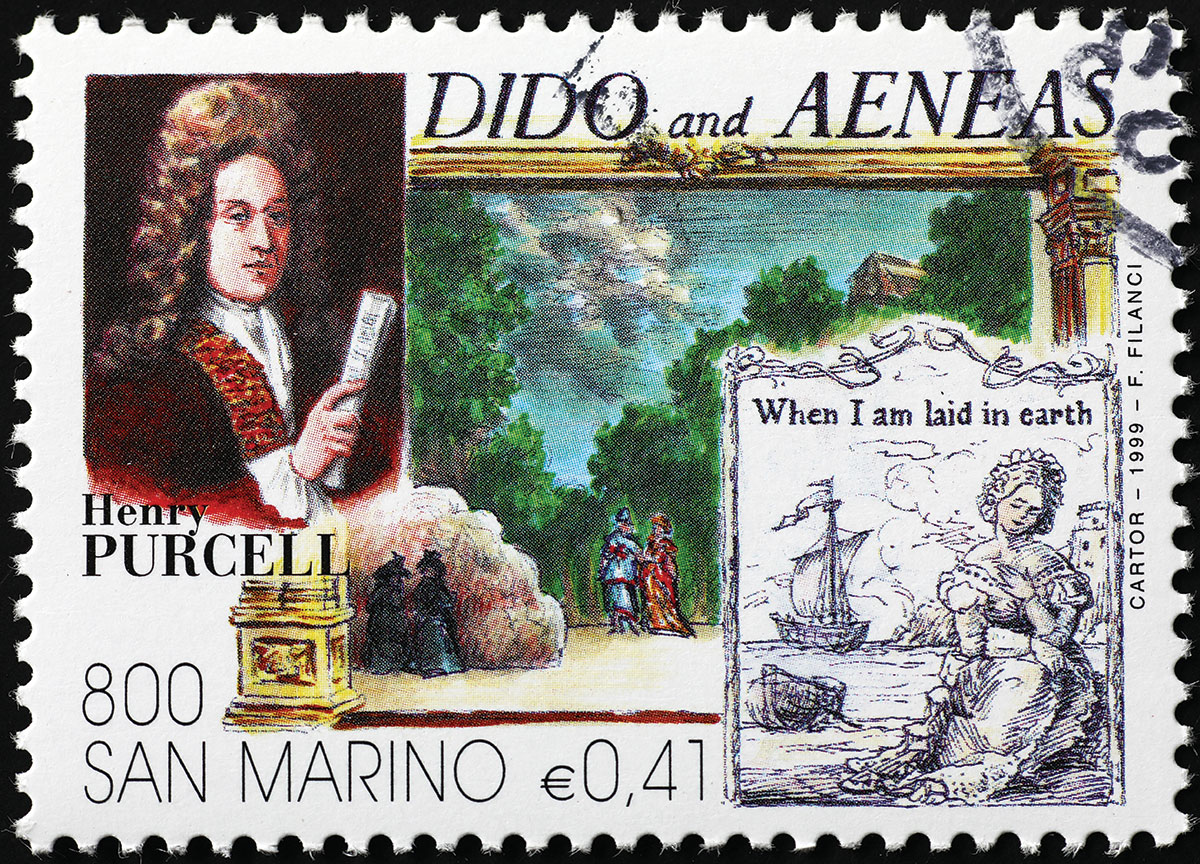 DIDO and AENEAS
When I am laid in earth
Henry
PURCELL
800
SAN MARINO €0,41
CARTOR – 1999 – F. FILANCI